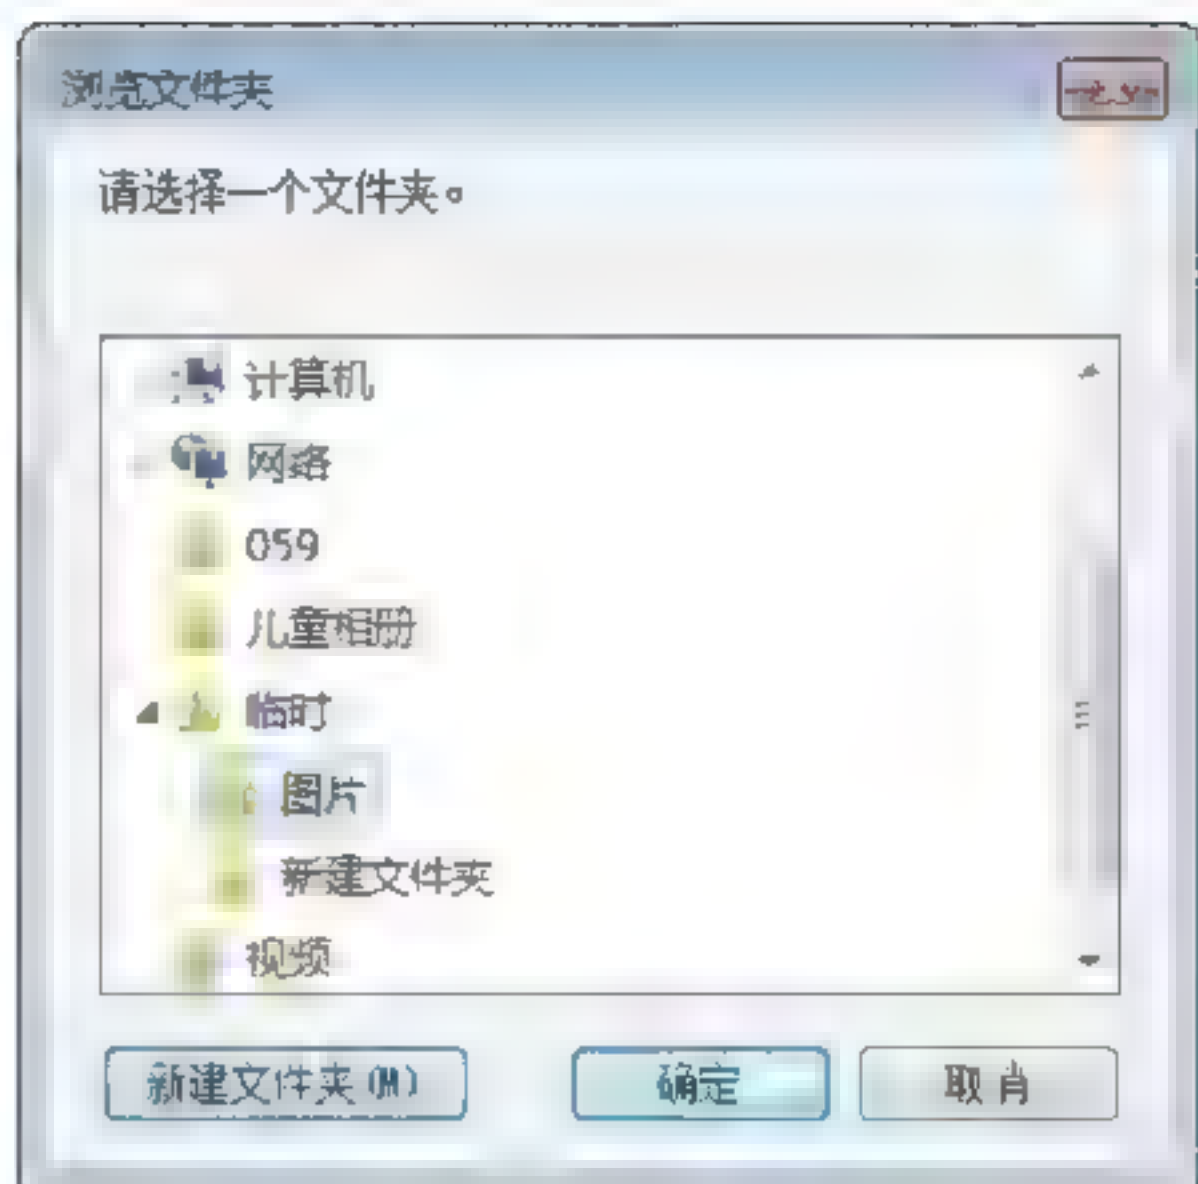 浏览文件夹
请选择一个文件夹。
计算机
网络
059
儿童相册
临时
图片
新建文件夹
视频
新建文件夹(M) 确定 取肖